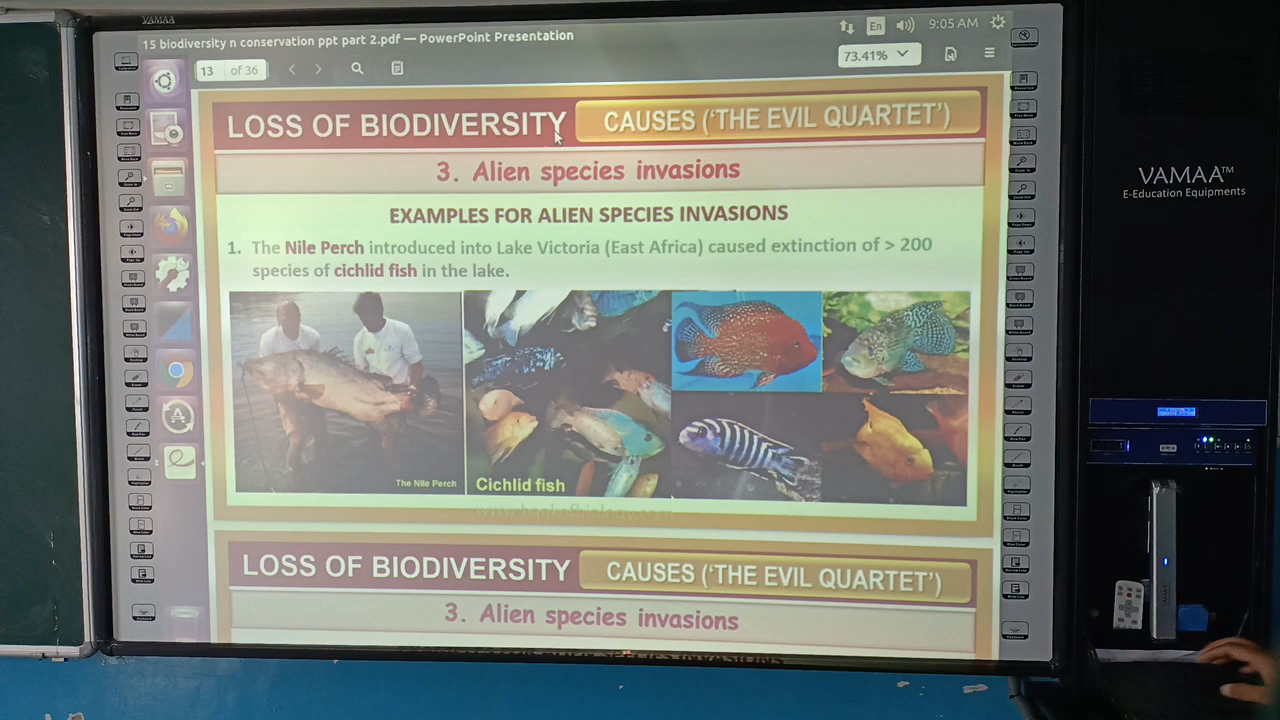 VAMAA
15 biodiversity n conservation ppt part 2.pdf — PowerPoint Presentation
En
9:05 AM
13 of 36
73.41%
LOSS OF BIODIVERSITY
CAUSES ('THE EVIL QUARTET')
3. Alien species invasions
EXAMPLES FOR ALIEN SPECIES INVASIONS
1. The Nile Perch introduced into Lake Victoria (East Africa) caused extinction of > 200
species of cichlid fish in the lake.
The Nile Perch
Cichlid fish
LOSS OF BIODIVERSITY
CAUSES ('THE EVIL QUARTET')
3. Alien species invasions
VAMAA™
E-Education Equipments
VAMAA